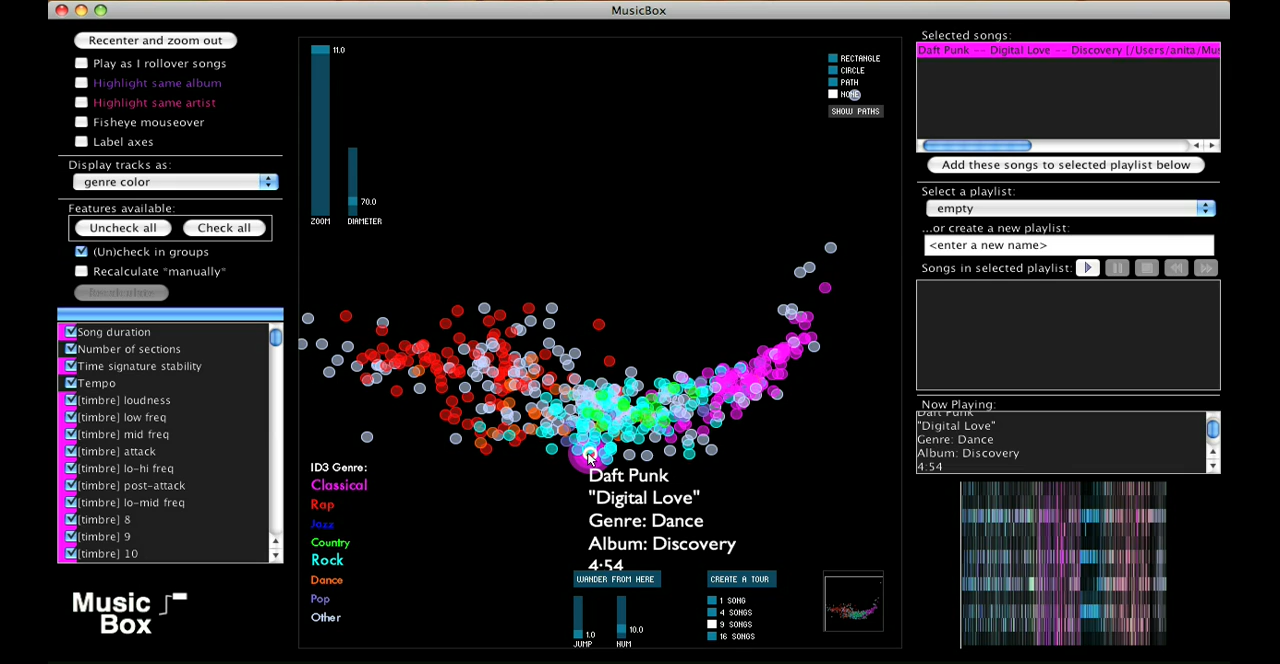 MusicBox
Recenter and zoom out
Play as I rollover songs
Highlight same album
Highlight same artist
Fisheye mouseover
Label axes
Display tracks as:
genre color
Features available:
Uncheck all
Check all
(Un)check in groups
Recalculate "manually"
Recalculate
Song duration
Number of sections
Time signature stability
Tempo
[timbre] loudness
[timbre] low freq
[timbre] mid freq
[timbre] attack
[timbre] lo-hi freq
[timbre] post-attack
[timbre] lo-mid freq
[timbre] 8
[timbre] 9
[timbre] 10
Music
Box
11.0
70.0
ZOOM
DIAMETER
RECTANGLE
CIRCLE
PATH
NONE
SHOW PATHS
Daft Punk
"Digital Love"
Genre: Dance
Album: Discovery
4:54
ID3 Genre:
Classical
Rap
Jazz
Country
Rock
Dance
Pop
Other
WANDER FROM HERE
1.0
10.0
JUMP
NUM
CREATE A TOUR
1 SONG
4 SONGS
9 SONGS
16 SONGS
Selected songs:
Daft Punk -- Digital Love -- Discovery [/Users/anita/Mu
Add these songs to selected playlist below
Select a playlist:
empty
...or create a new playlist:
<enter a new name>
Songs in selected playlist:
Now Playing:
Daft Punk
"Digital Love"
Genre: Dance
Album: Discovery
4:54